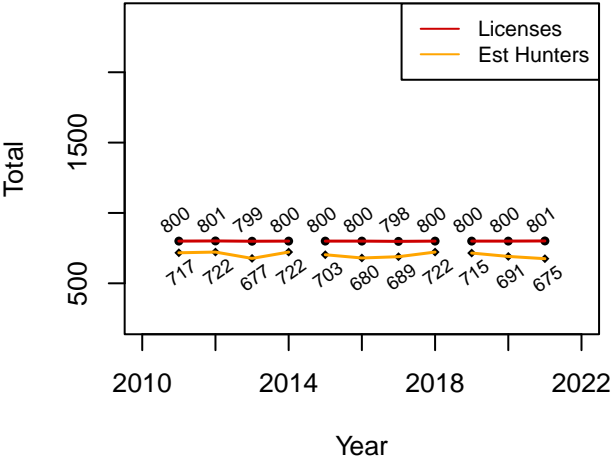 Licenses
Est Hunters
Total
1500
500
800 801 799 800 800 800 798 800 800 800 801
717 722 677 722 703 680 689 722 715 691 675
2010 2014 2018 2022
Year